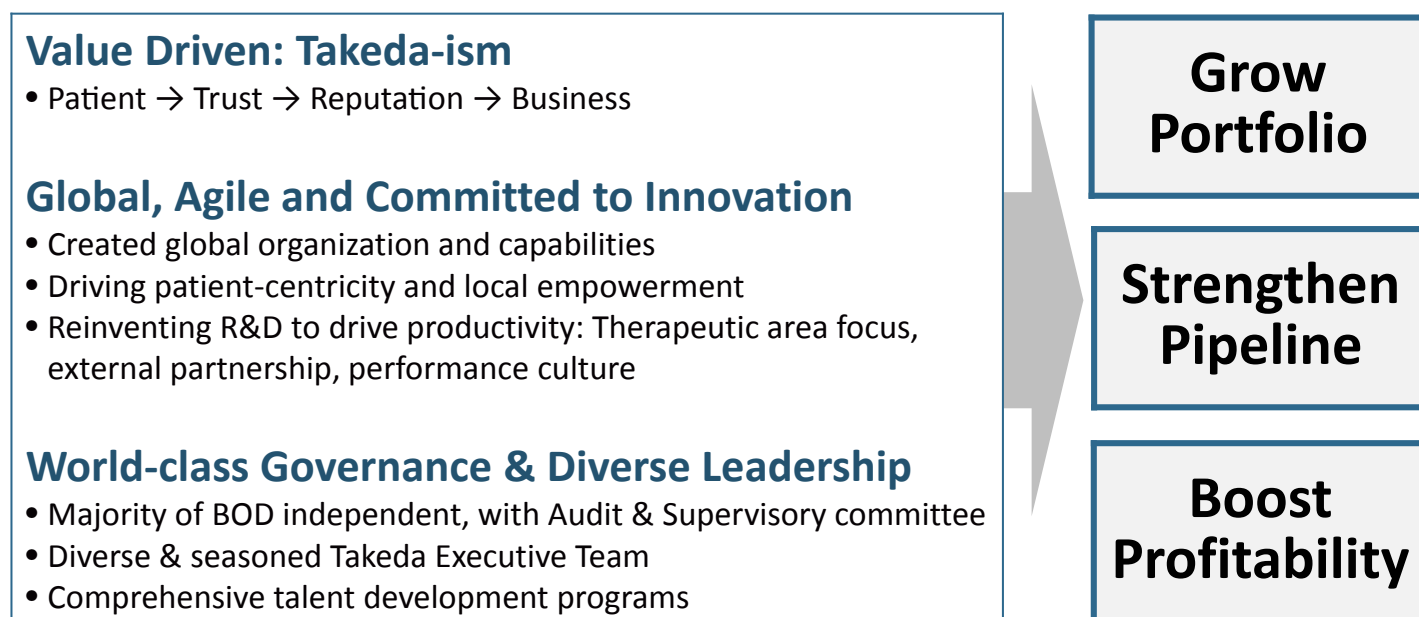 Value Driven: Takeda-ism
• Patient → Trust → Reputation → Business
Global, Agile and Committed to Innovation
• Created global organization and capabilities
• Driving patient-centricity and local empowerment
• Reinventing R&D to drive productivity: Therapeutic area focus,
external partnership, performance culture
World-class Governance & Diverse Leadership
• Majority of BOD independent, with Audit & Supervisory committee
• Diverse & seasoned Takeda Executive Team
• Comprehensive talent development programs
Grow
Portfolio
Strengthen
Pipeline
Boost
Profitability